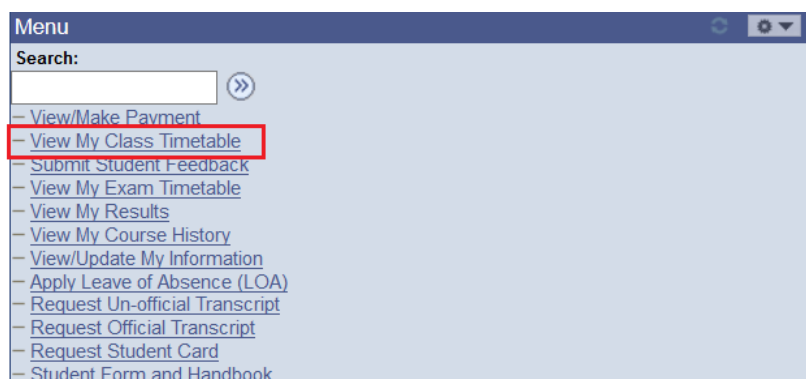 Menu
Search:
– View/Make Payment
– View My Class Timetable
– Submit Student Feedback
– View My Exam Timetable
– View My Results
– View My Course History
– View/Update My Information
– Apply Leave of Absence (LOA)
– Request Un-official Transcript
– Request Official Transcript
– Request Student Card
– Student Form and Handbook